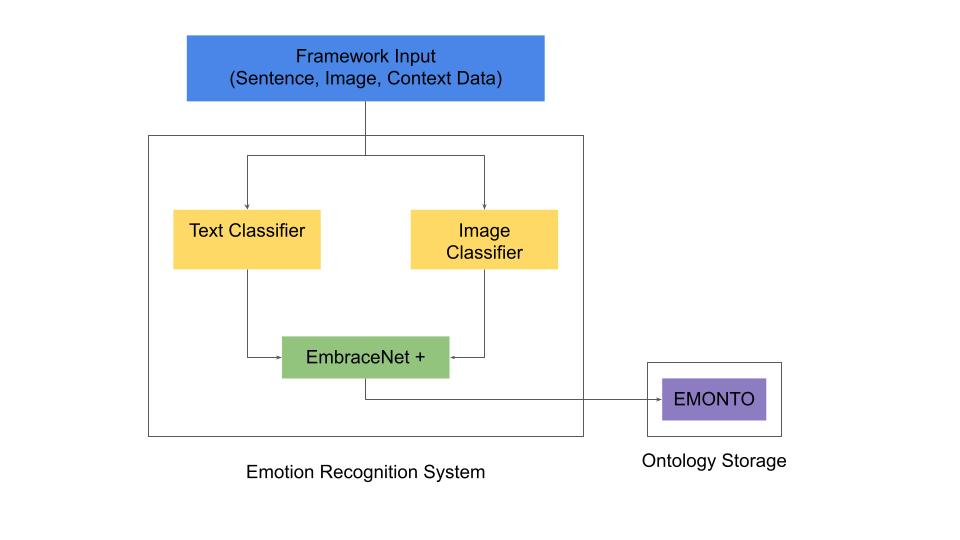 Framework Input
(Sentence, Image, Context Data)
Text Classifier
Image
Classifier
EmbraceNet +
EMONTO
Ontology Storage
Emotion Recognition System